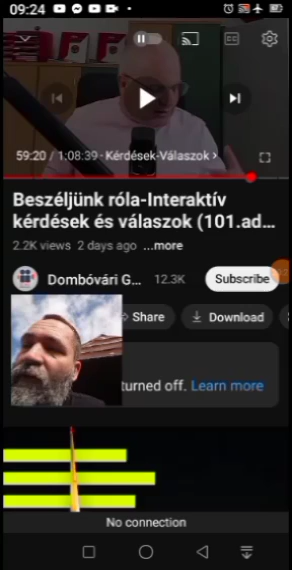 09:24
59:20 / 1:08:39 · Kérdések-Válaszok >
Beszéljünk róla-Interaktív
kérdések és válaszok (101.ad...
2.2K views 2 days ago ...more
Dombóvári G... 12.3K Subscribe
Share Download
turned off. Learn more
No connection